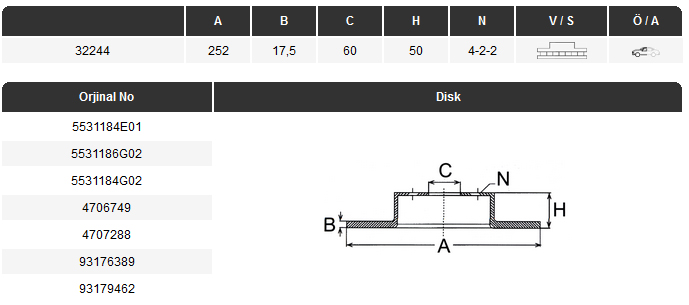 A B C H N V / S Ö / A
32244 252 17,5 60 50 4-2-2
Orjinal No Disk
5531184E01
5531186G02
5531184G02
4706749
4707288
93176389
93179462
C
N
B
H
A